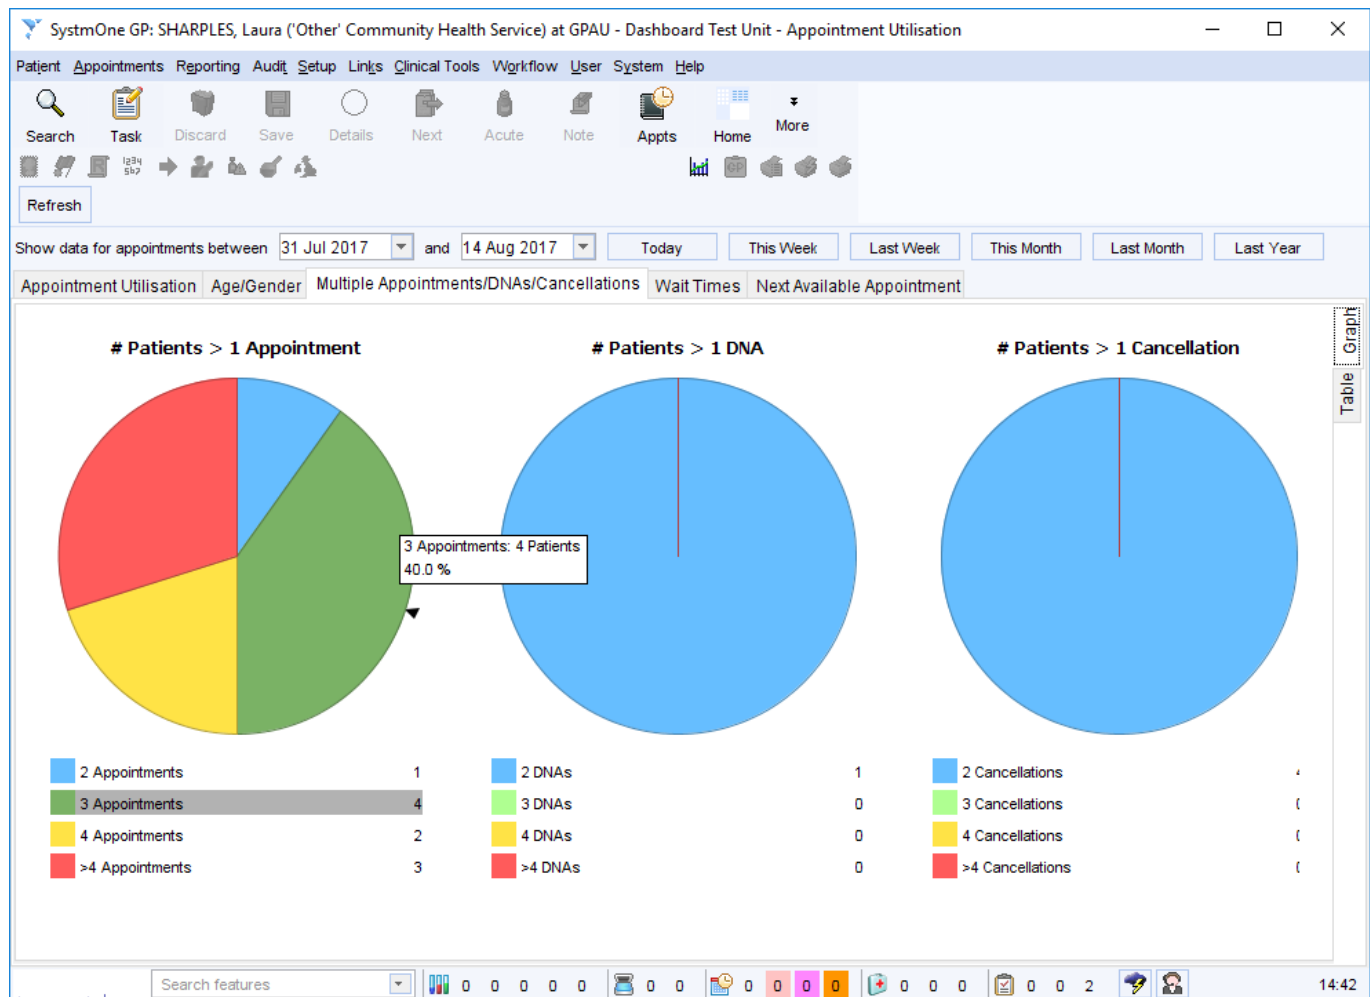 SystmOne GP: SHARPLES, Laura ('Other' Community Health Service) at GPAU - Dashboard Test Unit - Appointment Utilisation
Patient Appointments Reporting Audit Setup Links Clinical Tools Workflow User System Help
Search Task Discard Save Details Next Acute Note Appts Home More
1234
567
GP
Refresh
Show data for appointments between 31 Jul 2017 and 14 Aug 2017 Today This Week Last Week This Month Last Month Last Year
Appointment Utilisation Age/Gender Multiple Appointments/DNAs/Cancellations Wait Times Next Available Appointment
Graph
Table
# Patients > 1 Appointment # Patients > 1 DNA # Patients > 1 Cancellation
3 Appointments: 4 Patients
40.0 %
2 Appointments 1 2 DNAs 1 2 Cancellations
3 Appointments 4 3 DNAs 0 3 Cancellations
4 Appointments 2 4 DNAs 0 4 Cancellations
>4 Appointments 3 >4 DNAs 0 >4 Cancellations
Search features 0 0 0 0 0 0 0 0 0 0 0 0 0 0 0 0 2 14:42